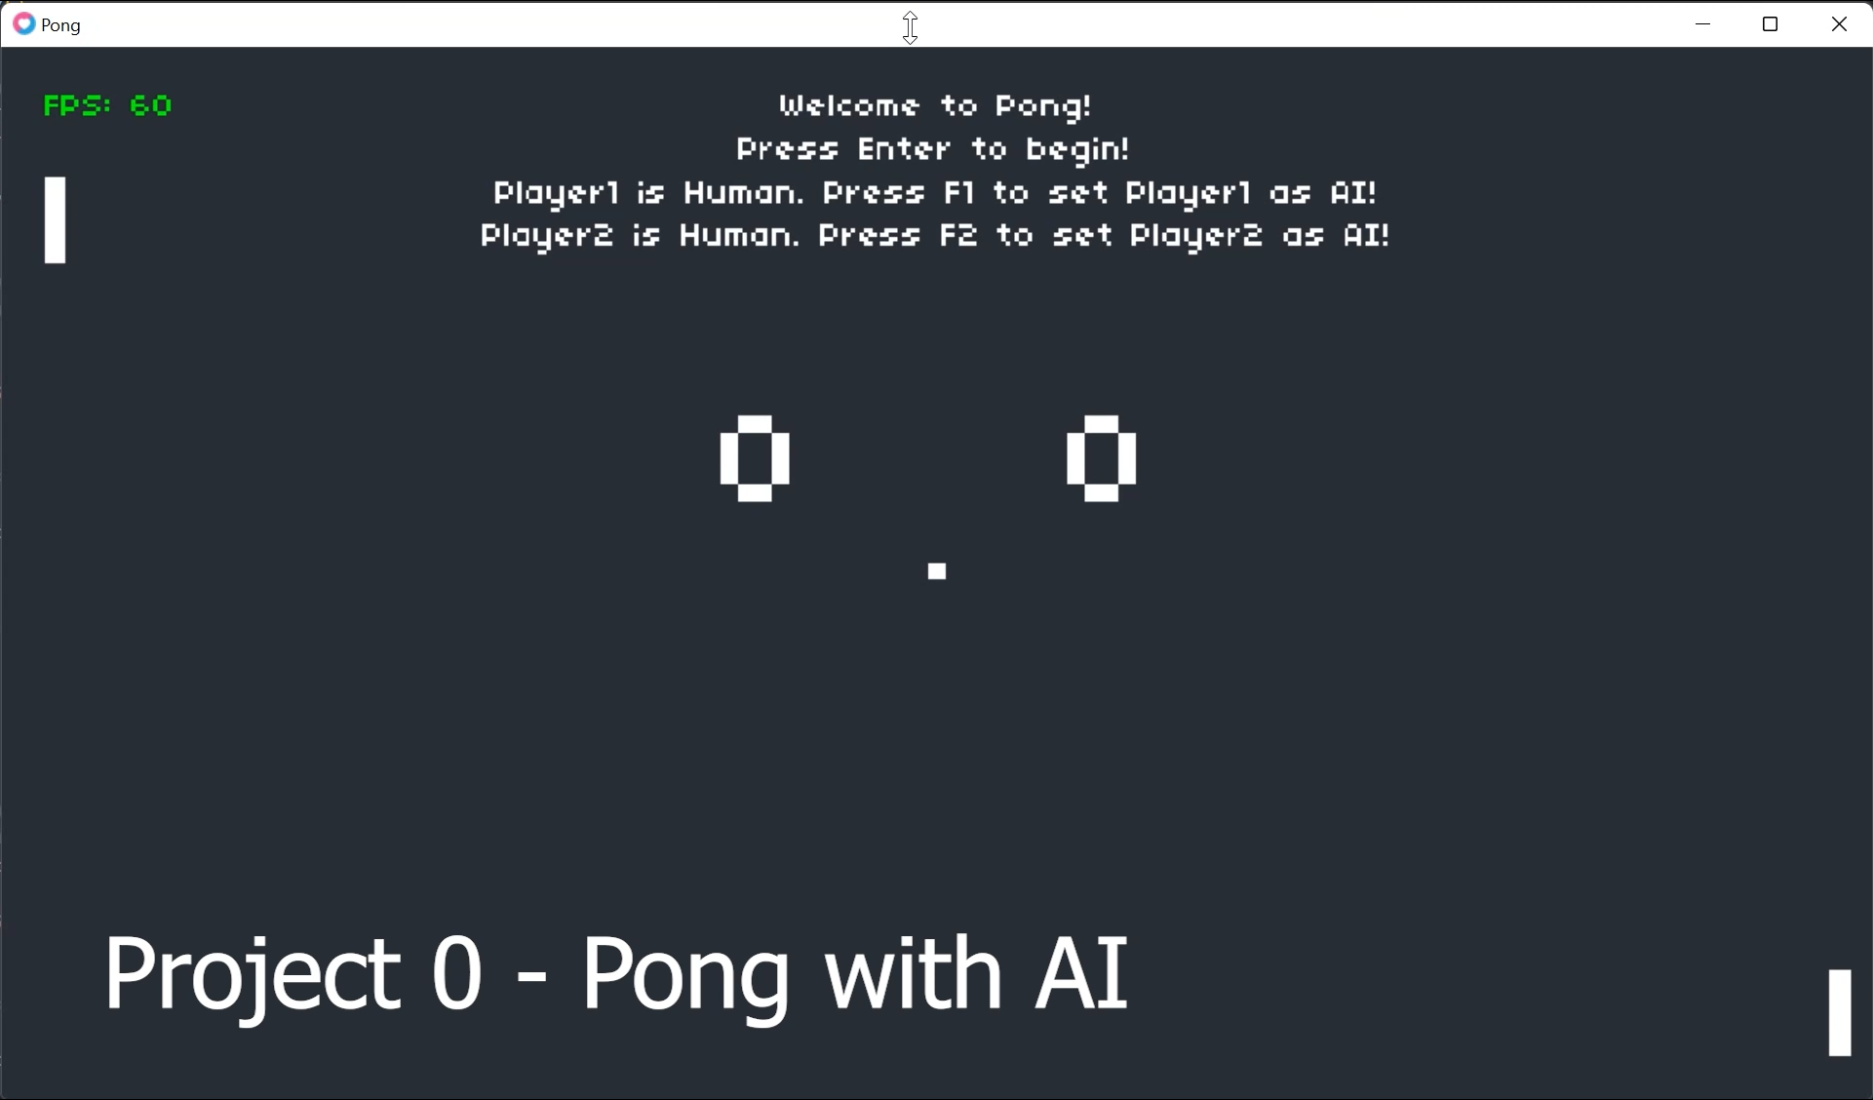 Pong
FPS: 60
Welcome to Pong!
Press Enter to begin!
Player1 is Human. Press F1 to set Player1 as AI!
Player2 is Human. Press F2 to set Player2 as AI!
0 0
Project 0 - Pong with AI